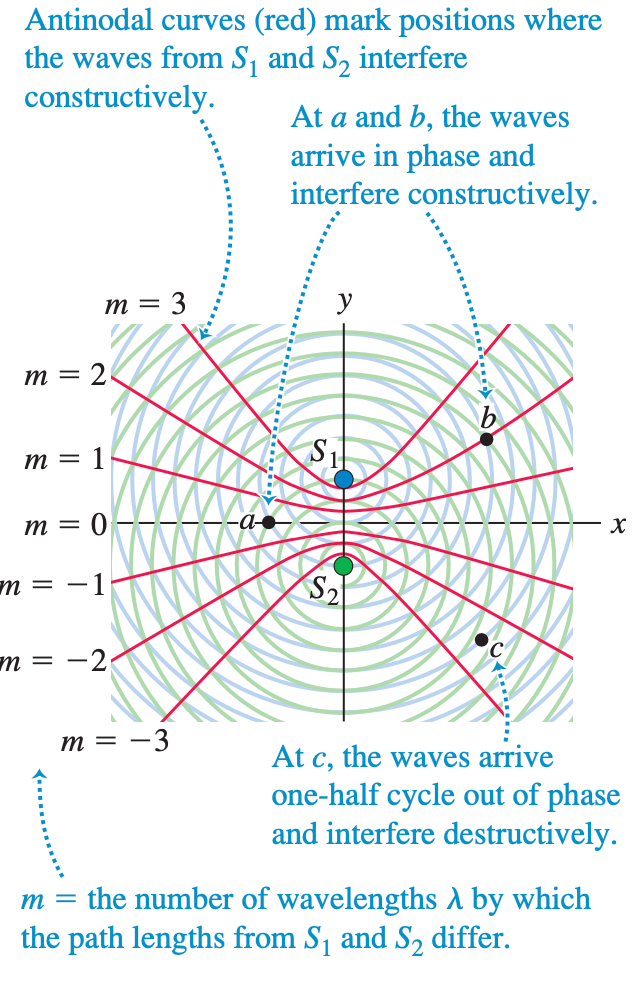 Antinodal curves (red) mark positions where
the waves from S₁ and S₂ interfere
constructively.
At a and b, the waves
arrive in phase and
interfere constructively.
m = 3
y
m = 2
b
m = 1
S₁
m = 0
a
x
m = −1
S₂
m = −2
c
m = −3
At c, the waves arrive
one-half cycle out of phase
and interfere destructively.
m = the number of wavelengths λ by which
the path lengths from S₁ and S₂ differ.